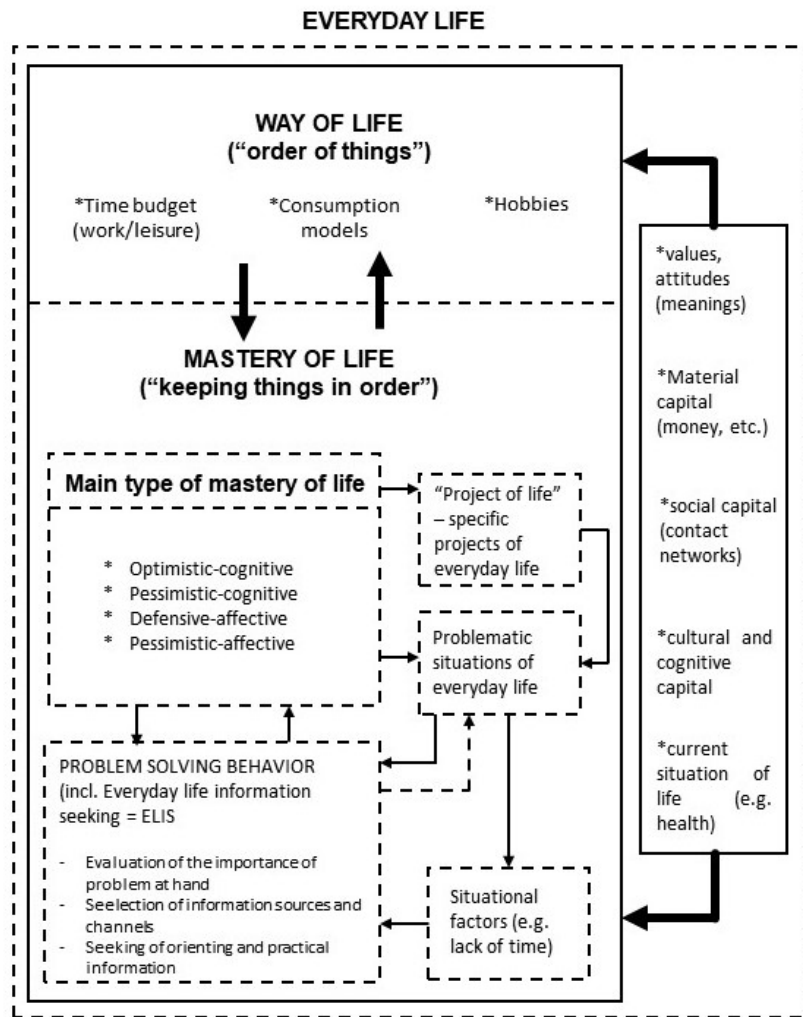 EVERYDAY LIFE
WAY OF LIFE
(“order of things”)
*Time budget
(work/leisure)
*Consumption
models
*Hobbies
MASTERY OF LIFE
(“keeping things in order”)
Main type of mastery of life
* Optimistic-cognitive
* Pessimistic-cognitive
* Defensive-affective
* Pessimistic-affective
“Project of life”
– specific
projects of
everyday life
Problematic
situations of
everyday life
PROBLEM SOLVING BEHAVIOR
(incl. Everyday life information
seeking = ELIS
- Evaluation of the importance of
problem at hand
- Seelection of information sources and
channels
- Seeking of orienting and practical
information
Situational
factors (e.g.
lack of time)
*values,
attitudes
(meanings)
*Material
capital
(money, etc.)
*social capital
(contact
networks)
*cultural and
cognitive
capital
*current
situation of
life (e.g.
health)